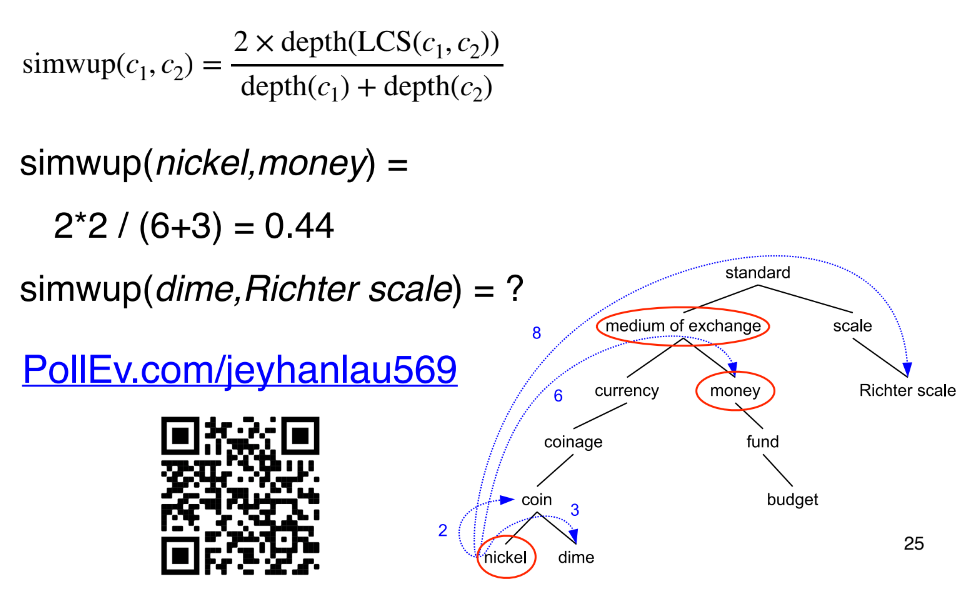 simwup(c₁, c₂) = 2 × depth(LCS(c₁, c₂)) / depth(c₁) + depth(c₂)
simwup(nickel,money) =
2*2 / (6+3) = 0.44
simwup(dime,Richter scale) = ?
PollEv.com/jeyhanlau569
standard
8
medium of exchange
scale
6
currency
money
Richter scale
coinage
fund
coin
budget
2
3
nickel
dime
25